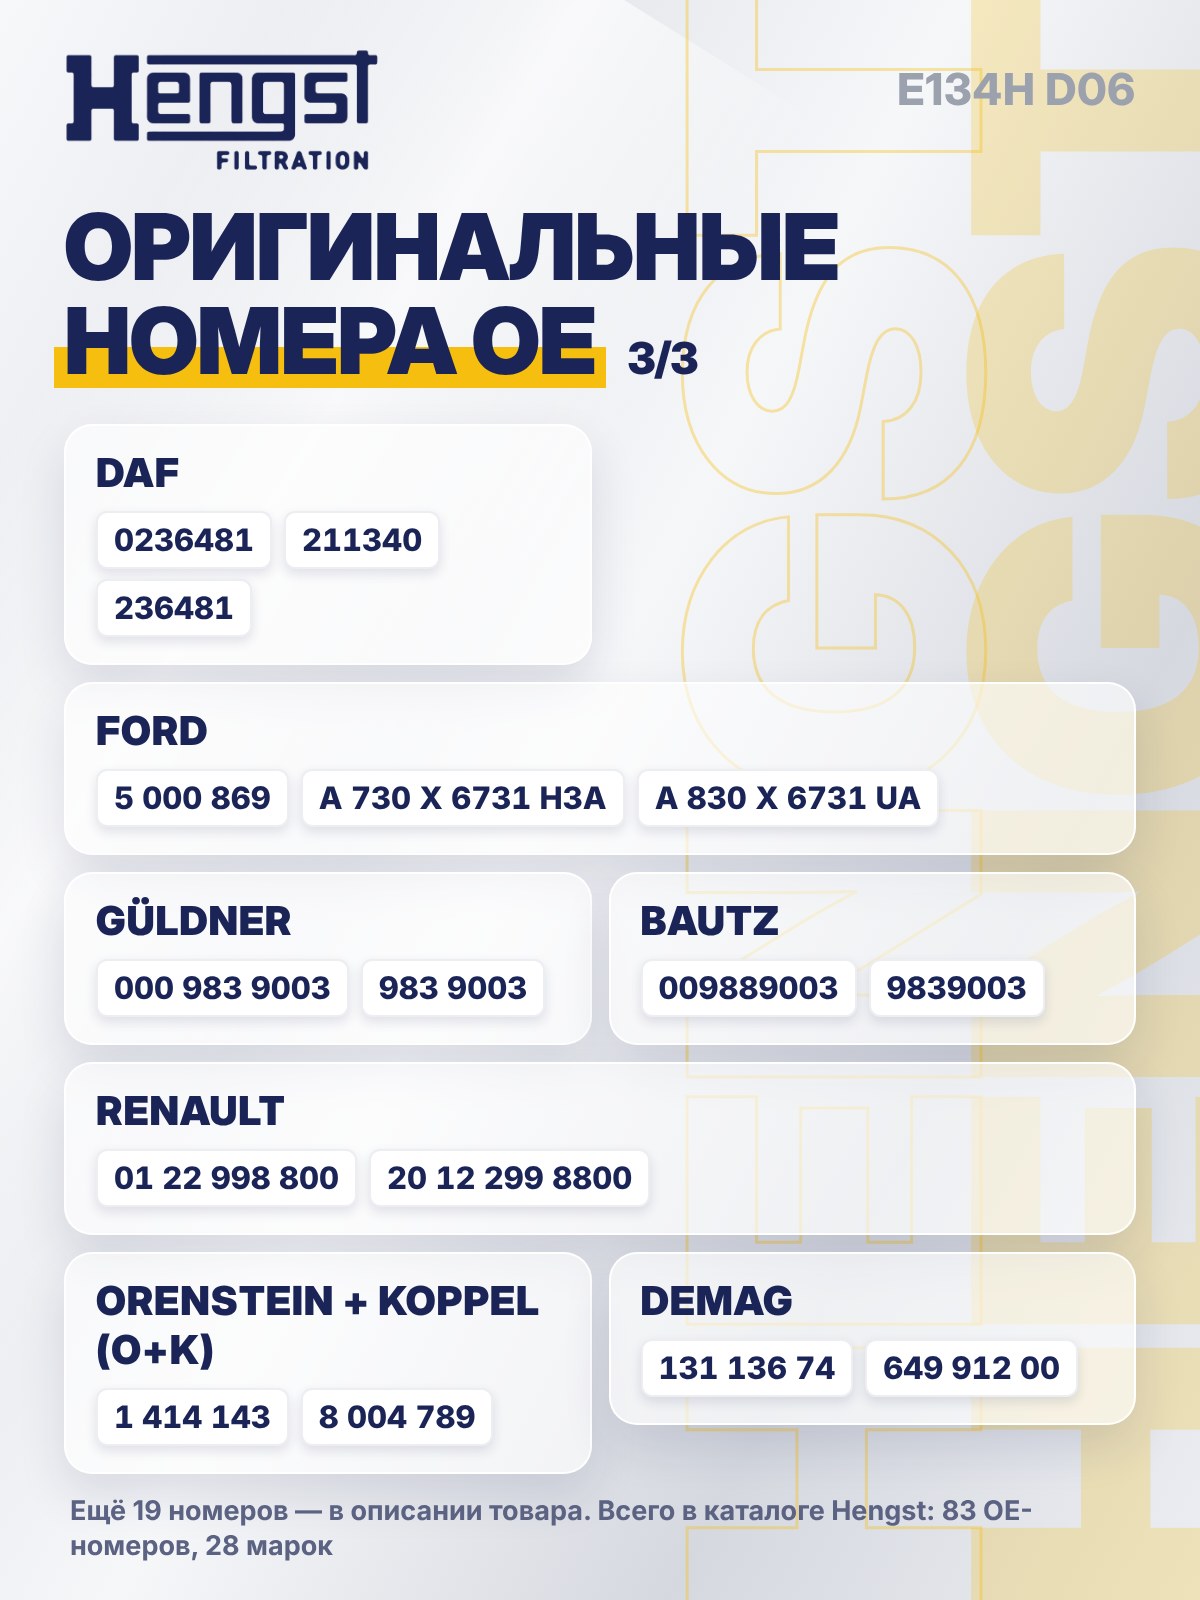 Hengst
FILTRATION
E134H D06
ОРИГИНАЛЬНЫЕ
НОМЕРА OE 3/3
DAF
0236481 211340
236481
FORD
5 000 869 A 730 X 6731 H3A A 830 X 6731 UA
GÜLDNER
000 983 9003 983 9003
BAUTZ
009889003 9839003
RENAULT
01 22 998 800 20 12 299 8800
ORENSTEIN + KOPPEL
(O+K)
1 414 143 8 004 789
DEMAG
131 136 74 649 912 00
Ещё 19 номеров — в описании товара. Всего в каталоге Hengst: 83 OE-
номеров, 28 марок
HENGST
HENGST